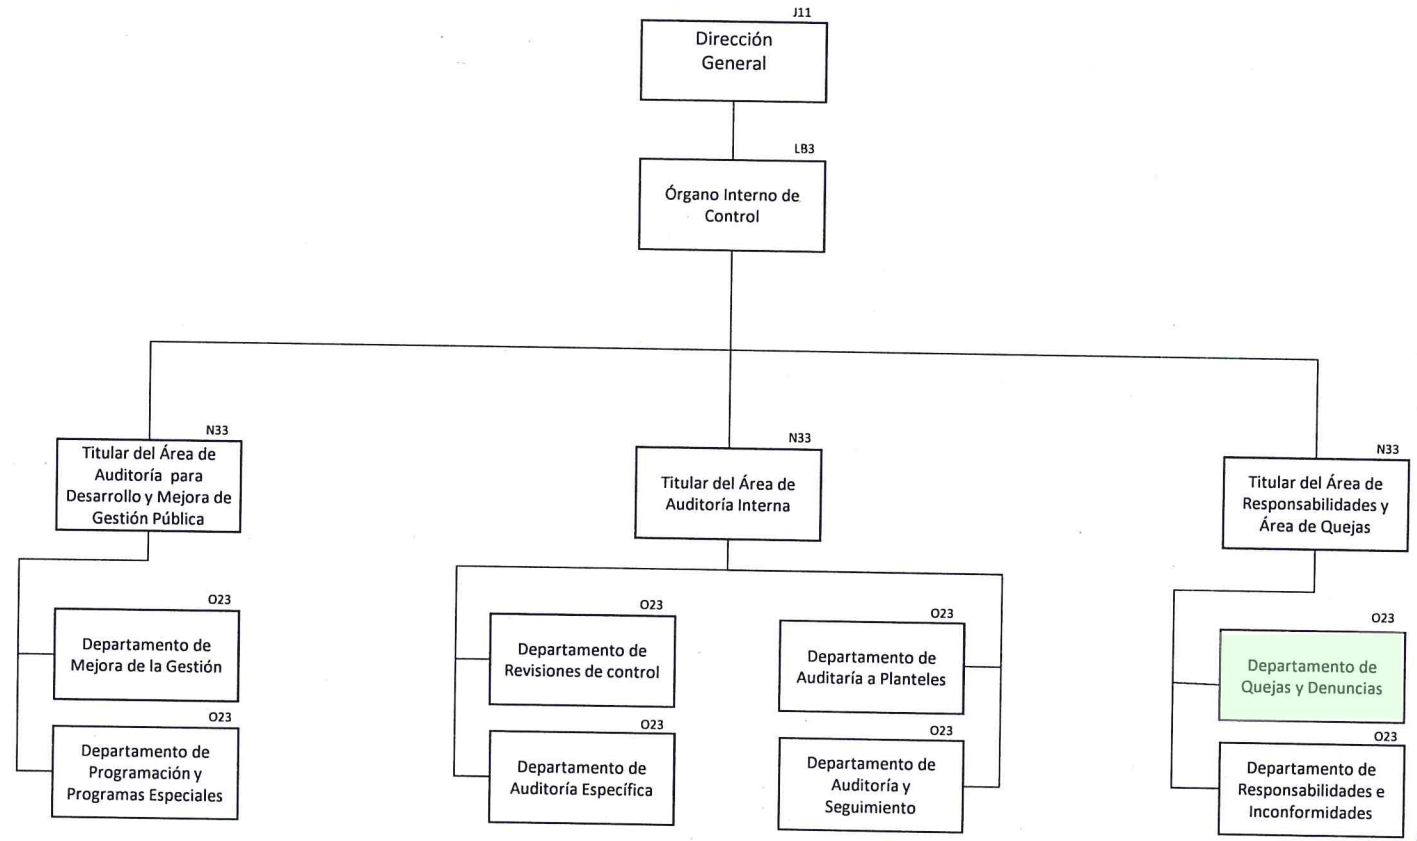 J11
Dirección
General
LB3
Órgano Interno de
Control
N33
Titular del Área de
Auditoría para
Desarrollo y Mejora de
Gestión Pública
N33
Titular del Área de
Auditoría Interna
N33
Titular del Área de
Responsabilidades y
Área de Quejas
O23
Departamento de
Mejora de la Gestión
O23
Departamento de
Programación y
Programas Especiales
O23
Departamento de
Revisiones de control
O23
Departamento de
Auditoría Específica
O23
Departamento de
Auditaría a Planteles
O23
Departamento de
Auditoría y
Seguimiento
O23
Departamento de
Quejas y Denuncias
O23
Departamento de
Responsabilidades e
Inconformidades